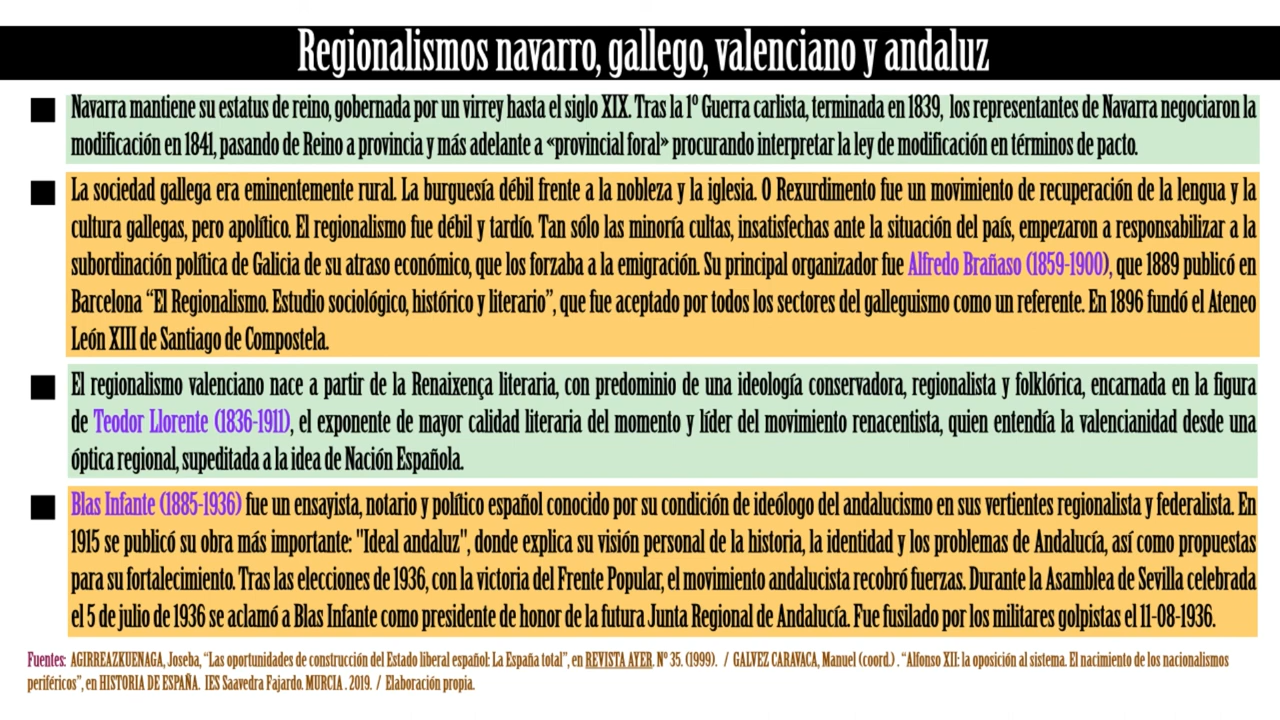 Regionalismos navarro, gallego, valenciano y andaluz
Navarra mantiene su estatus de reino, gobernada por un virrey hasta el siglo XIX. Tras la 1º Guerra carlista, terminada en 1839, los representantes de Navarra negociaron la
modificación en 1841, pasando de Reino a provincia y más adelante a «provincial foral» procurando interpretar la ley de modificación en términos de pacto.
La sociedad gallega era eminentemente rural. La burguesía débil frente a la nobleza y la iglesia. O Rexurdimento fue un movimiento de recuperación de la lengua y la
cultura gallegas, pero apolítico. El regionalismo fue débil y tardío. Tan sólo las minoría cultas, insatisfechas ante la situación del país, empezaron a responsabilizar a la
subordinación política de Galicia de su atraso económico, que los forzaba a la emigración. Su principal organizador fue Alfredo Brañaso (1859-1900), que 1889 publicó en
Barcelona “El Regionalismo. Estudio sociológico, histórico y literario”, que fue aceptado por todos los sectores del galleguismo como un referente. En 1896 fundó el Ateneo
León XIII de Santiago de Compostela.
El regionalismo valenciano nace a partir de la Renaixença literaria, con predominio de una ideología conservadora, regionalista y folklórica, encarnada en la figura
de Teodor Llorente (1836-1911), el exponente de mayor calidad literaria del momento y líder del movimiento renacentista, quien entendía la valencianidad desde una
óptica regional, supeditada a la idea de Nación Española.
Blas Infante (1885-1936) fue un ensayista, notario y político español conocido por su condición de ideólogo del andalucismo en sus vertientes regionalista y federalista. En
1915 se publicó su obra más importante: "Ideal andaluz", donde explica su visión personal de la historia, la identidad y los problemas de Andalucía, así como propuestas
para su fortalecimiento. Tras las elecciones de 1936, con la victoria del Frente Popular, el movimiento andalucista recobró fuerzas. Durante la Asamblea de Sevilla celebrada
el 5 de julio de 1936 se aclamó a Blas Infante como presidente de honor de la futura Junta Regional de Andalucía. Fue fusilado por los militares golpistas el 11-08-1936.
Fuentes: AGIRREAZKUENAGA, Joseba, “Las oportunidades de construcción del Estado liberal español: La España total”, en REVISTA AYER. Nº 35. (1999). / GALVEZ CARAVACA, Manuel (coord.) . “Alfonso XII: la oposición al sistema. El nacimiento de los nacionalismos
periféricos”, en HISTORIA DE ESPAÑA. IES Saavedra Fajardo. MURCIA . 2019. / Elaboración propia.